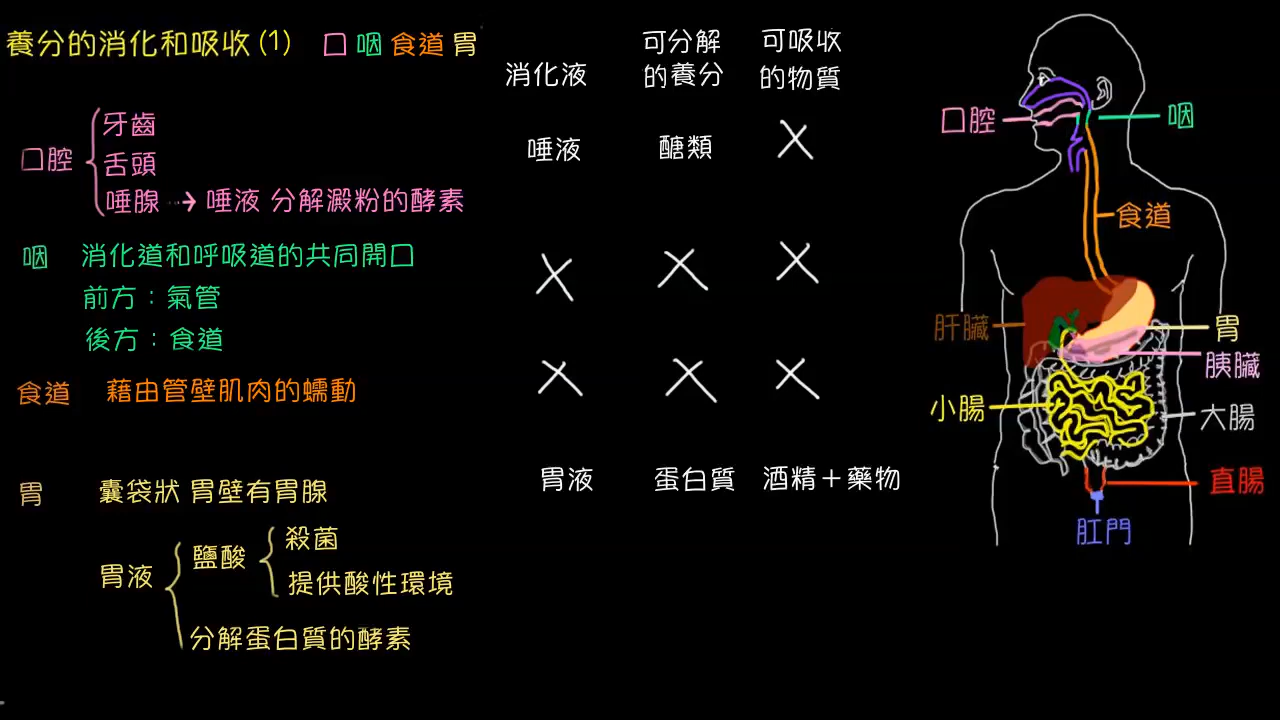 養分的消化和吸收(1) 口 咽 食道 胃
消化液
可分解
的養分
可吸收
的物質
口腔
牙齒
舌頭
唾腺 → 唾液 分解澱粉的酵素
唾液
醣類
咽 消化道和呼吸道的共同開口
前方：氣管
後方：食道
食道 藉由管壁肌肉的蠕動
胃 囊袋狀 胃壁有胃腺
胃液
蛋白質
酒精＋藥物
胃液
鹽酸
殺菌
提供酸性環境
分解蛋白質的酵素
口腔
咽
食道
肝臟
胃
胰臟
小腸
大腸
直腸
肛門